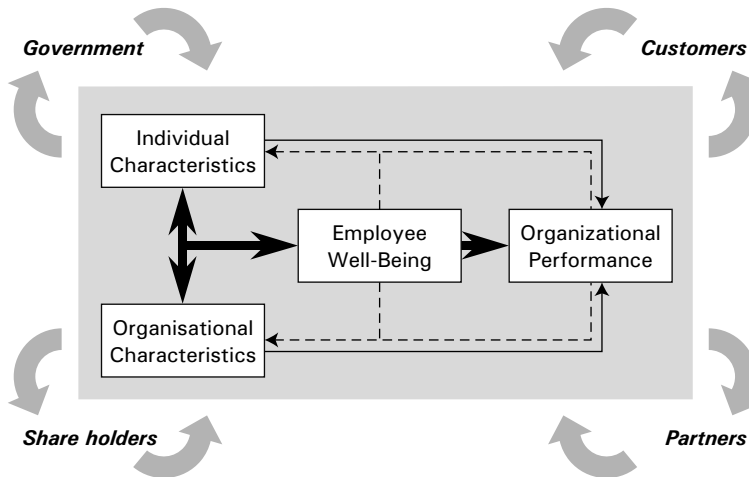 Government
Customers
Individual
Characteristics
Employee
Well-Being
Organizational
Performance
Organisational
Characteristics
Share holders
Partners